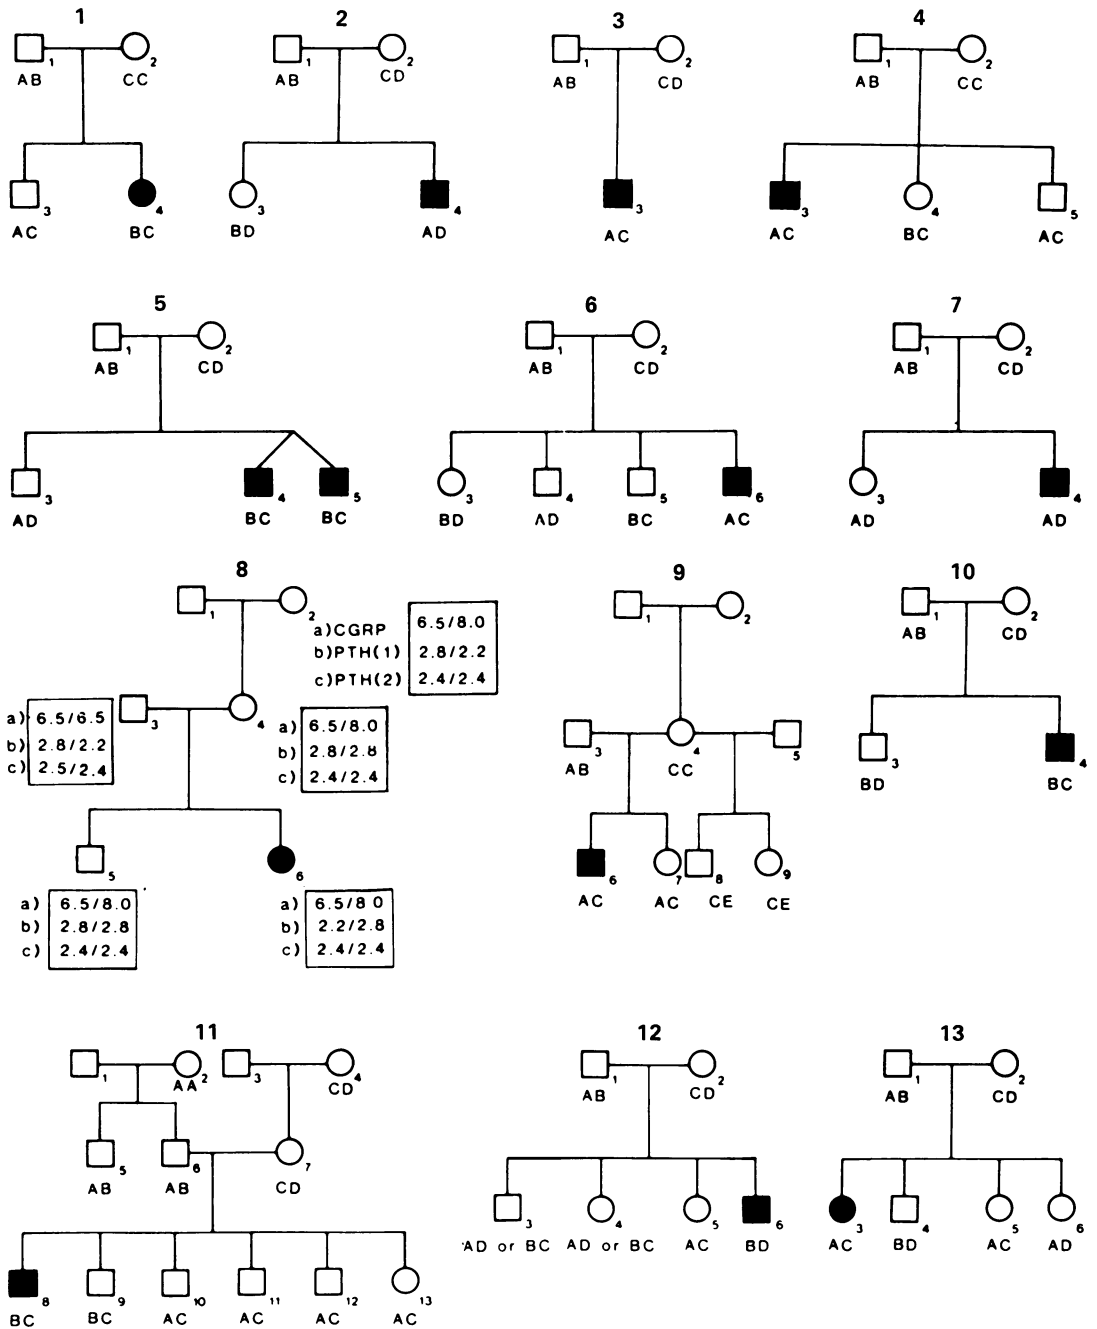 1 2 3 4
1 2 1 2 1 2 1 2
AB CC AB CD AB CD AB CC
3 4 3 4 3 3 4 5
AC BC BD AD AC AC BC AC
5 6 7
1 2 1 2 1 2
AB CD AB CD AB CD
3 4 5 3 4 5 6 3 4
AD BC BC BD AD BC AC AD AD
8 9 10
1 2 1 2 1 2
AB CD
a)CGRP 6.5/8.0
b)PTH(1) 2.8/2.2
c)PTH(2) 2.4/2.4
3 4
a) 6.5/6.5 a) 6.5/8.0
b) 2.8/2.2 b) 2.8/2.8
c) 2.5/2.4 c) 2.4/2.4
3 4 5 3 4
AB CC BD BC
5 6 6 7 8 9
AC AC CE CE
a) 6.5/8.0 a) 6.5/8 0
b) 2.8/2.8 b) 2.2/2.8
c) 2.4/2.4 c) 2.4/2.4
11 12 13
1 2 3 4 1 2 1 2
AA CD AB CD AB CD
5 6 7
AB AB CD
3 4 5 6 3 4 5 6
AD or BC AD or BC AC BD AC BD AC AD
8 9 10 11 12 13
BC BC AC AC AC AC